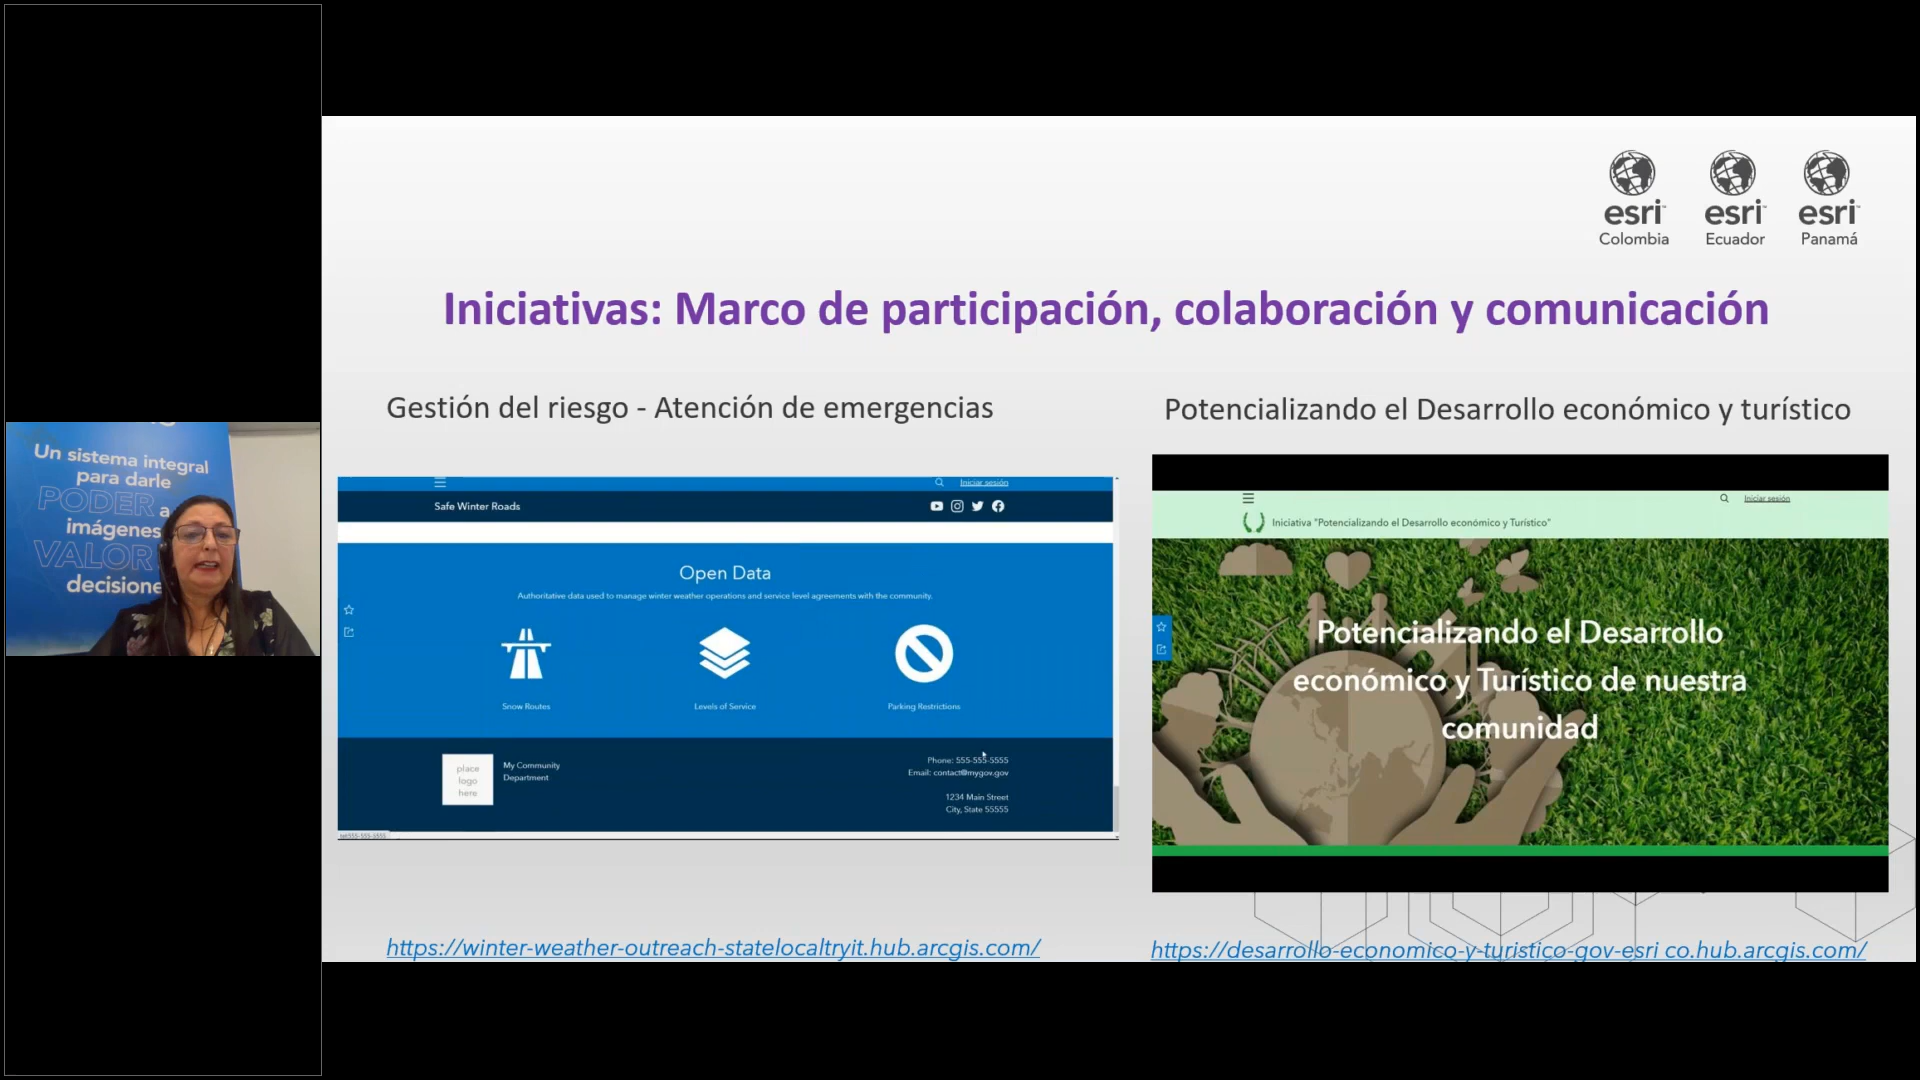 Un sistema integral
para darle
PODER a
imágenes
VALOR
decisione
esri
Colombia
esri
Ecuador
esri
Panamá
Iniciativas: Marco de participación, colaboración y comunicación
Gestión del riesgo - Atención de emergencias
Iniciar sesión
Safe Winter Roads
Open Data
Authoritative data used to manage winter weather operations and service level agreements with the community.
Snow Routes
Levels of Service
Parking Restrictions
place
logo
here
My Community
Department
Phone: 555-555-5555
Email: contact@mygov.gov
1234 Main Street
City, State 55555
tel:555-555-5555
https://winter-weather-outreach-statelocaltryit.hub.arcgis.com/
Potencializando el Desarrollo económico y turístico
Iniciar sesión
Iniciativa "Potencializando el Desarrollo económico y Turístico"
Potencializando el Desarrollo
económico y Turístico de nuestra
comunidad
https://desarrollo-economico-y-turistico-gov-esri co.hub.arcgis.com/